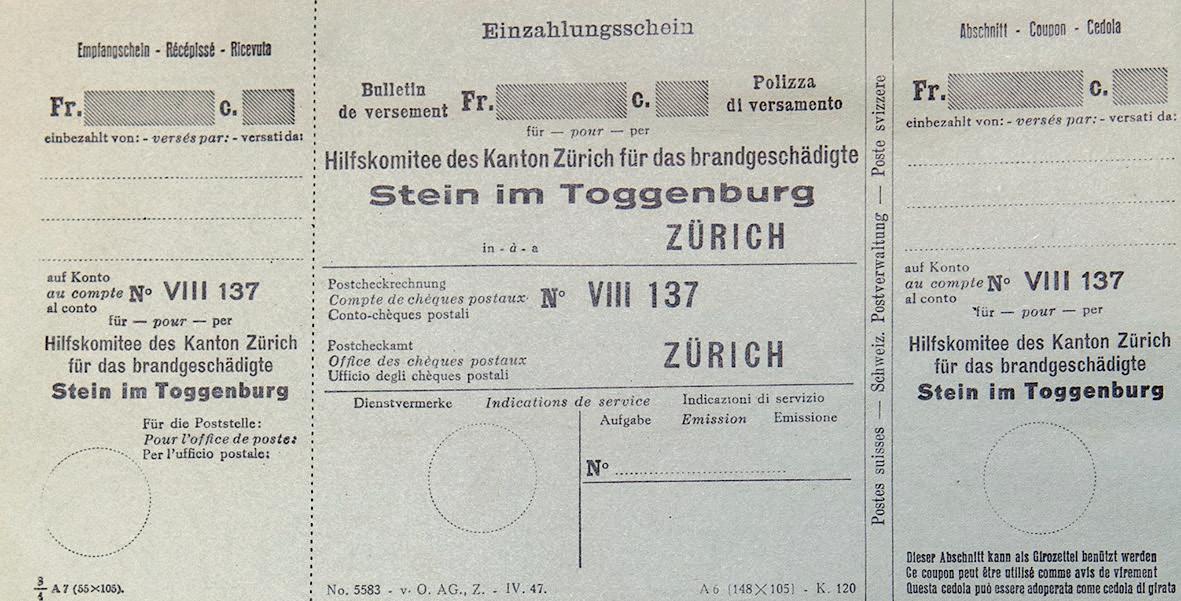 Empfangschein - Récépissé - Ricevuta
Fr. c.
einbezahlt von: - versés par: - versati da:
auf Konto
au compte No VIII 137
al conto
für — pour — per
Hilfskomitee des Kanton Zürich
für das brandgeschädigte
Stein im Toggenburg
Für die Poststelle:
Pour l'office de poste:
Per l'ufficio postale:
3/4 A 7 (55×105).
Einzahlungsschein
Bulletin
de versement
Fr. c.
Polizza
di versamento
für — pour — per
Hilfskomitee des Kanton Zürich für das brandgeschädigte
Stein im Toggenburg
in - à - a ZÜRICH
Postcheckrechnung
Compte de chèques postaux No VIII 137
Conto-chèques postali
Postcheckamt
Office des chèques postaux ZÜRICH
Ufficio degli chèques postali
Dienstvermerke Indications de service Indicazioni di servizio
Aufgabe Emission Emissione
No
No. 5583 - v. O. AG., Z. - IV. 47.
A 6 (148×105) - K. 120
Postes suisses — Schweiz. Postverwaltung — Poste svizzere
Abschnitt - Coupon - Cedola
Fr. c.
einbezahlt von: - versés par: - versati da:
auf Konto
au compte No VIII 137
al conto
für — pour — per
Hilfskomitee des Kanton Zürich
für das brandgeschädigte
Stein im Toggenburg
Dieser Abschnitt kann als Girozettel benützt werden
Ce coupon peut être utilisé comme avis de virement
Questa cedola può essere adoperata come cedola di girata